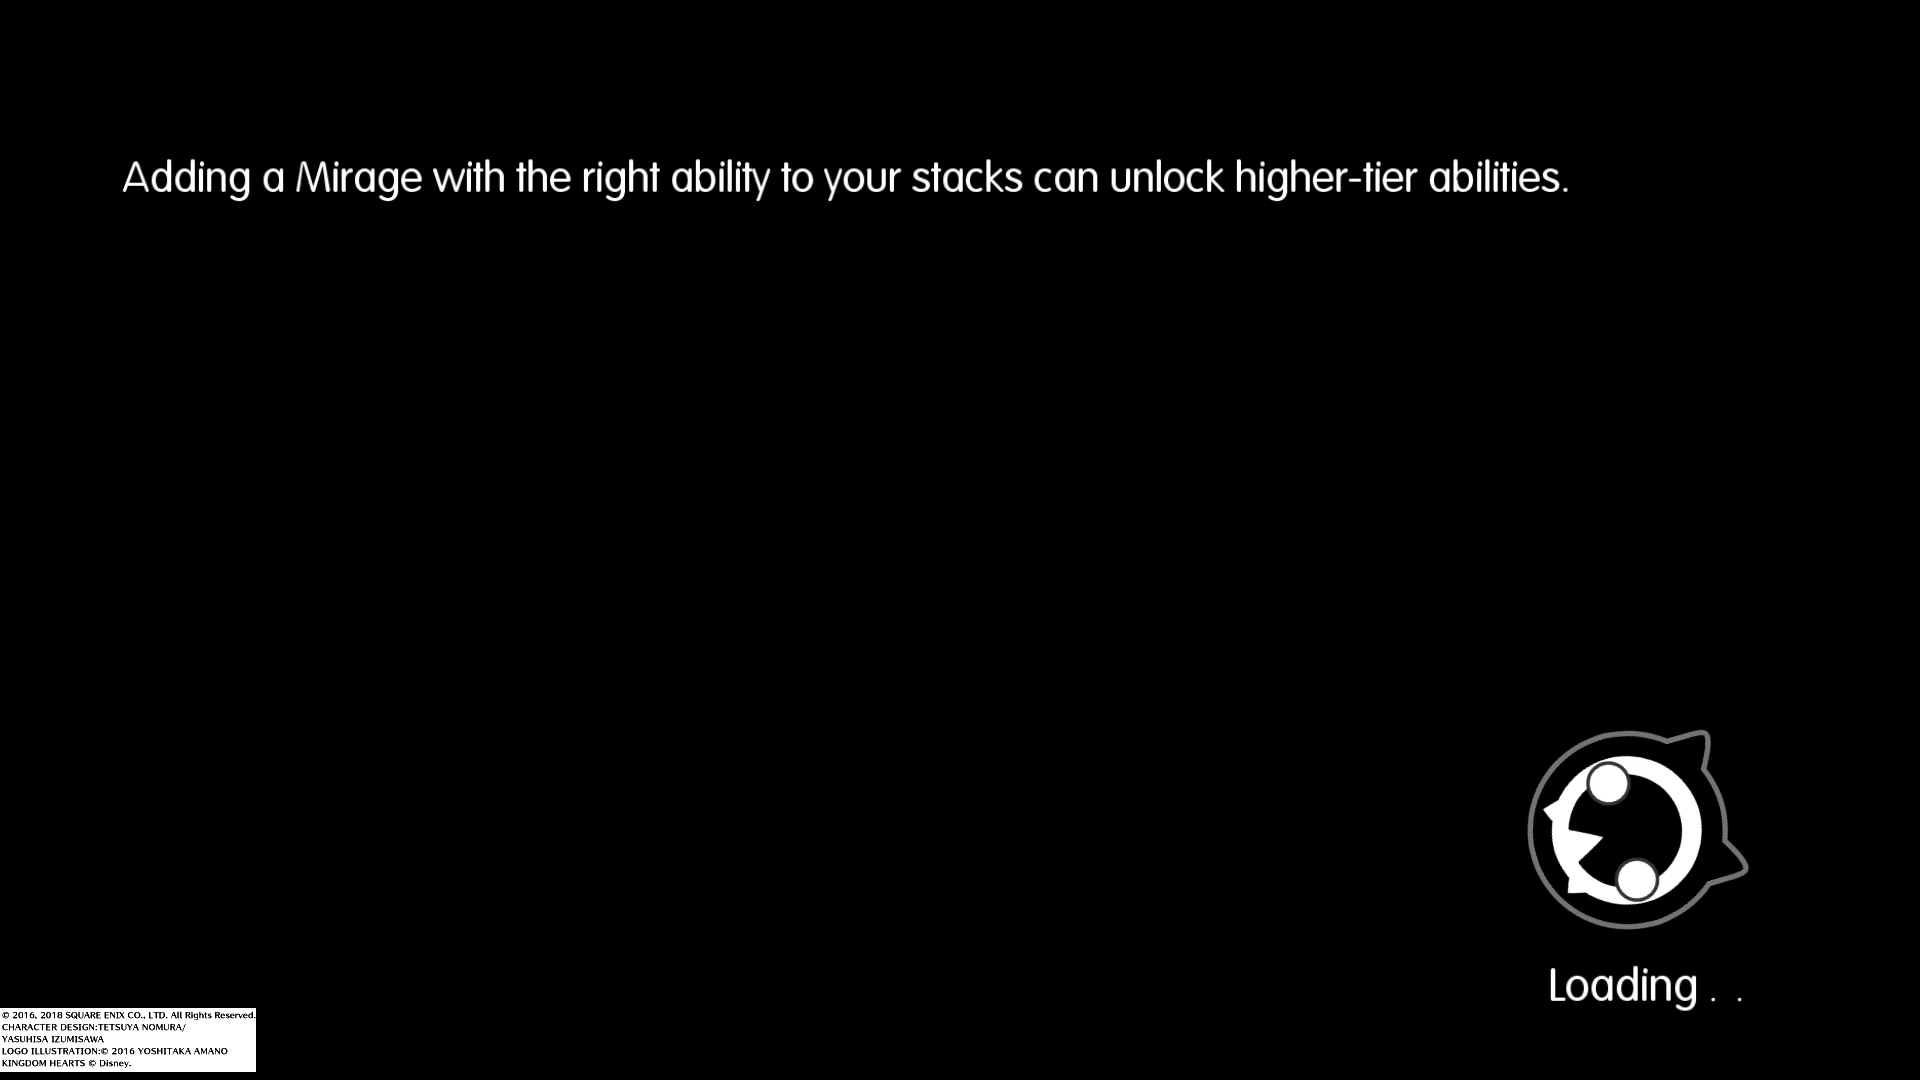 Adding a Mirage with the right ability to your stacks can unlock higher-tier abilities.
Loading . .
© 2016, 2018 SQUARE ENIX CO., LTD. All Rights Reserved.
CHARACTER DESIGN:TETSUYA NOMURA/
YASUHISA IZUMISAWA
LOGO ILLUSTRATION:© 2016 YOSHITAKA AMANO
KINGDOM HEARTS © Disney.